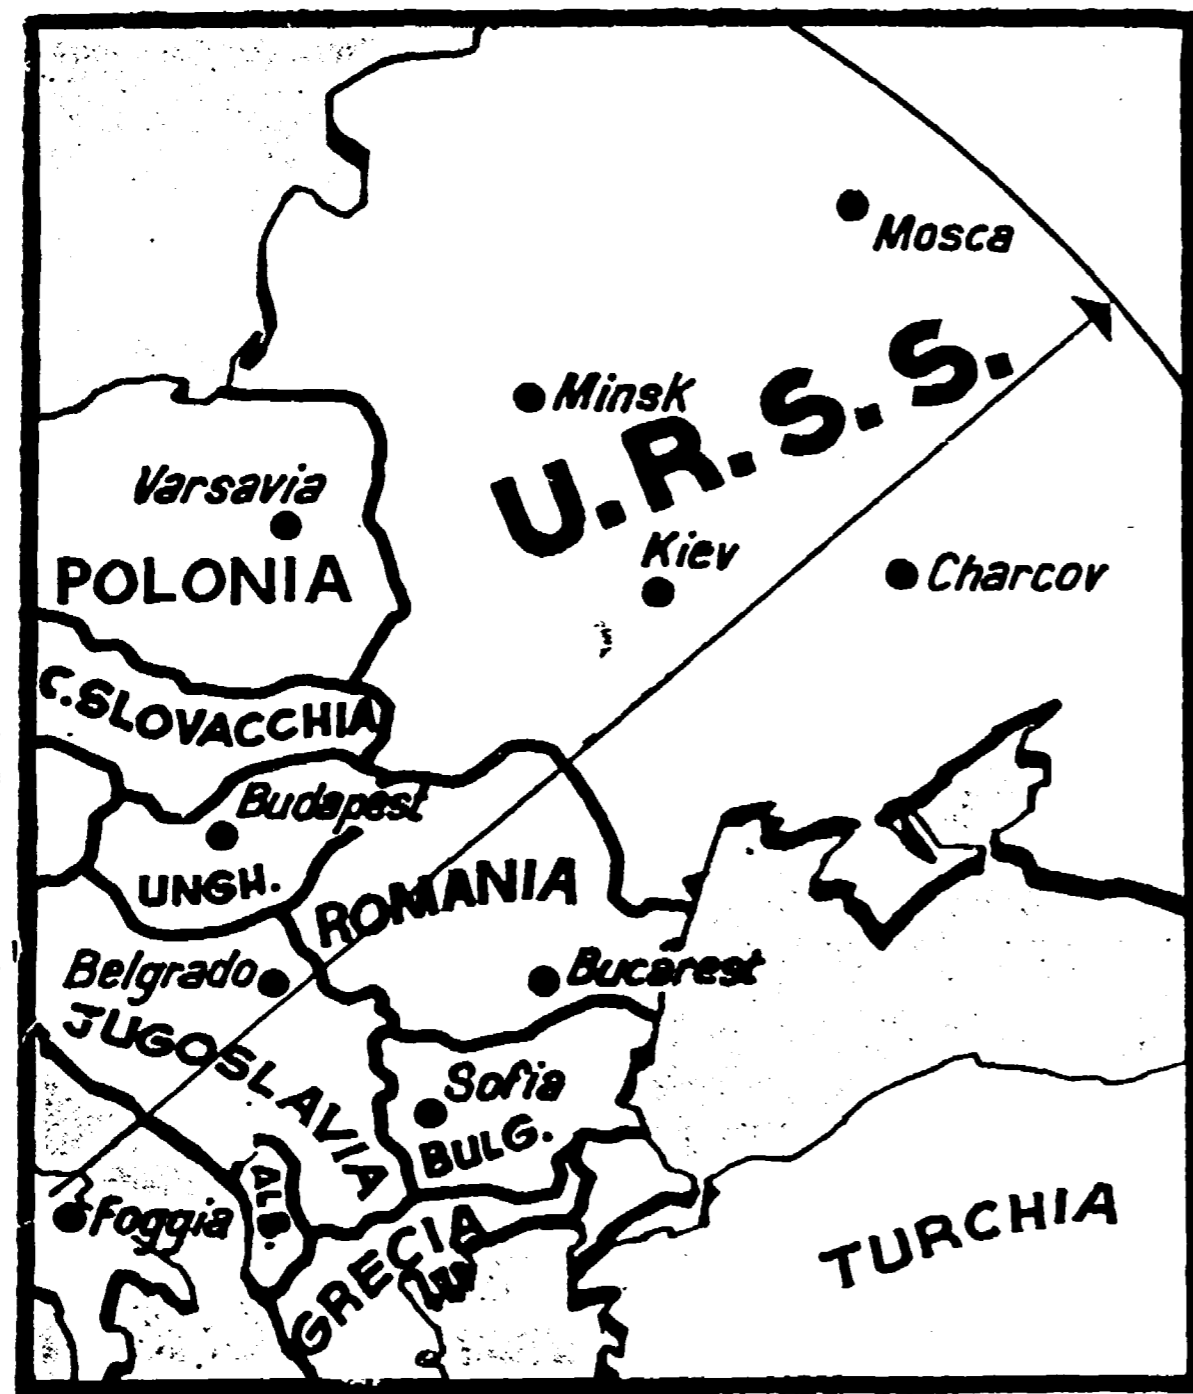 Mosca
Minsk
U.R.S.S.
Varsavia
Kiev
POLONIA
Charcov
C.SLOVACCHIA
Budapest
UNGH.
ROMANIA
Belgrado
Bucarest
JUGOSLAVIA
Sofia
BULG.
ALB.
Foggia
GRECIA
TURCHIA